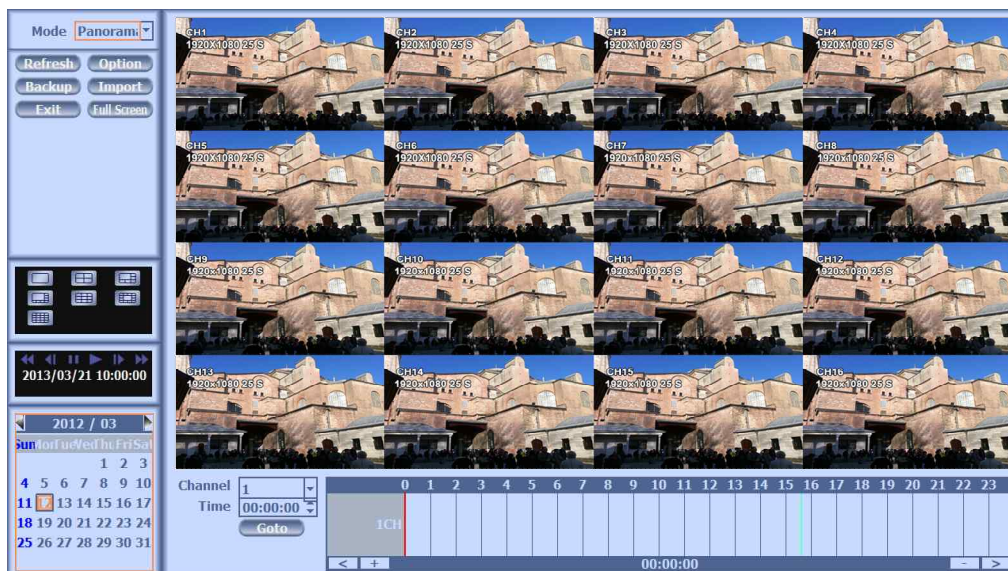 Mode Panorama
Refresh Option
Backup Import
Exit Full Screen
2013/03/21 10:00:00
2012 / 03
Sun Mon Tue Wed Thu Fri Sat
1 2 3
4 5 6 7 8 9 10
11 12 13 14 15 16 17
18 19 20 21 22 23 24
25 26 27 28 29 30 31
CH1 CH2 CH3 CH4
1920X1080 25 S 1920X1080 25 S 1920X1080 25 S 1920X1080 25 S
CH5 CH6 CH7 CH8
1920X1080 25 S 1920X1080 25 S 1920X1080 25 S 1920X1080 25 S
CH9 CH10 CH11 CH12
1920x1080 25 S 1920x1080 25 S 1920x1080 25 S 1920x1080 25 S
CH13 CH14 CH15 CH16
1920x1080 25 S 1920x1080 25 S 1920x1080 25 S 1920x1080 25 S
Channel 1
Time 00:00:00
Goto
0 1 2 3 4 5 6 7 8 9 10 11 12 13 14 15 16 17 18 19 20 21 22 23
1CH
< + 00:00:00 - >